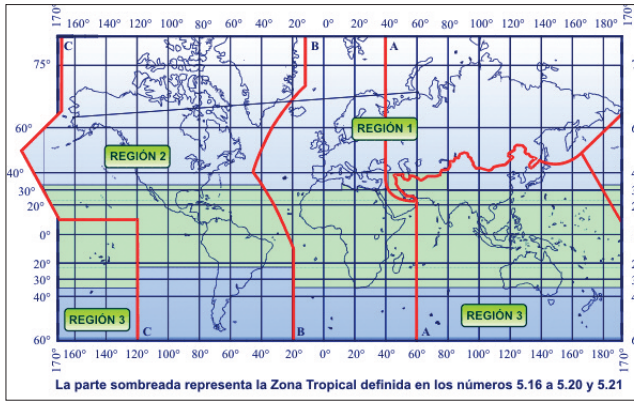 170° 160° 140° 120° 100° 80° 60° 40° 20° 0° 20° 40° 60° 80° 100° 120° 140° 160° 170°
C B A
75°
60°
REGIÓN 1
REGIÓN 2
40°
30°
20°
0°
20°
30°
40°
REGIÓN 3 REGIÓN 3
C B A
60° 60°
170° 160° 140° 120° 100° 80° 60° 40° 20° 0° 20° 40° 60° 80° 100° 120° 140° 160° 170°
La parte sombreada representa la Zona Tropical definida en los números 5.16 a 5.20 y 5.21